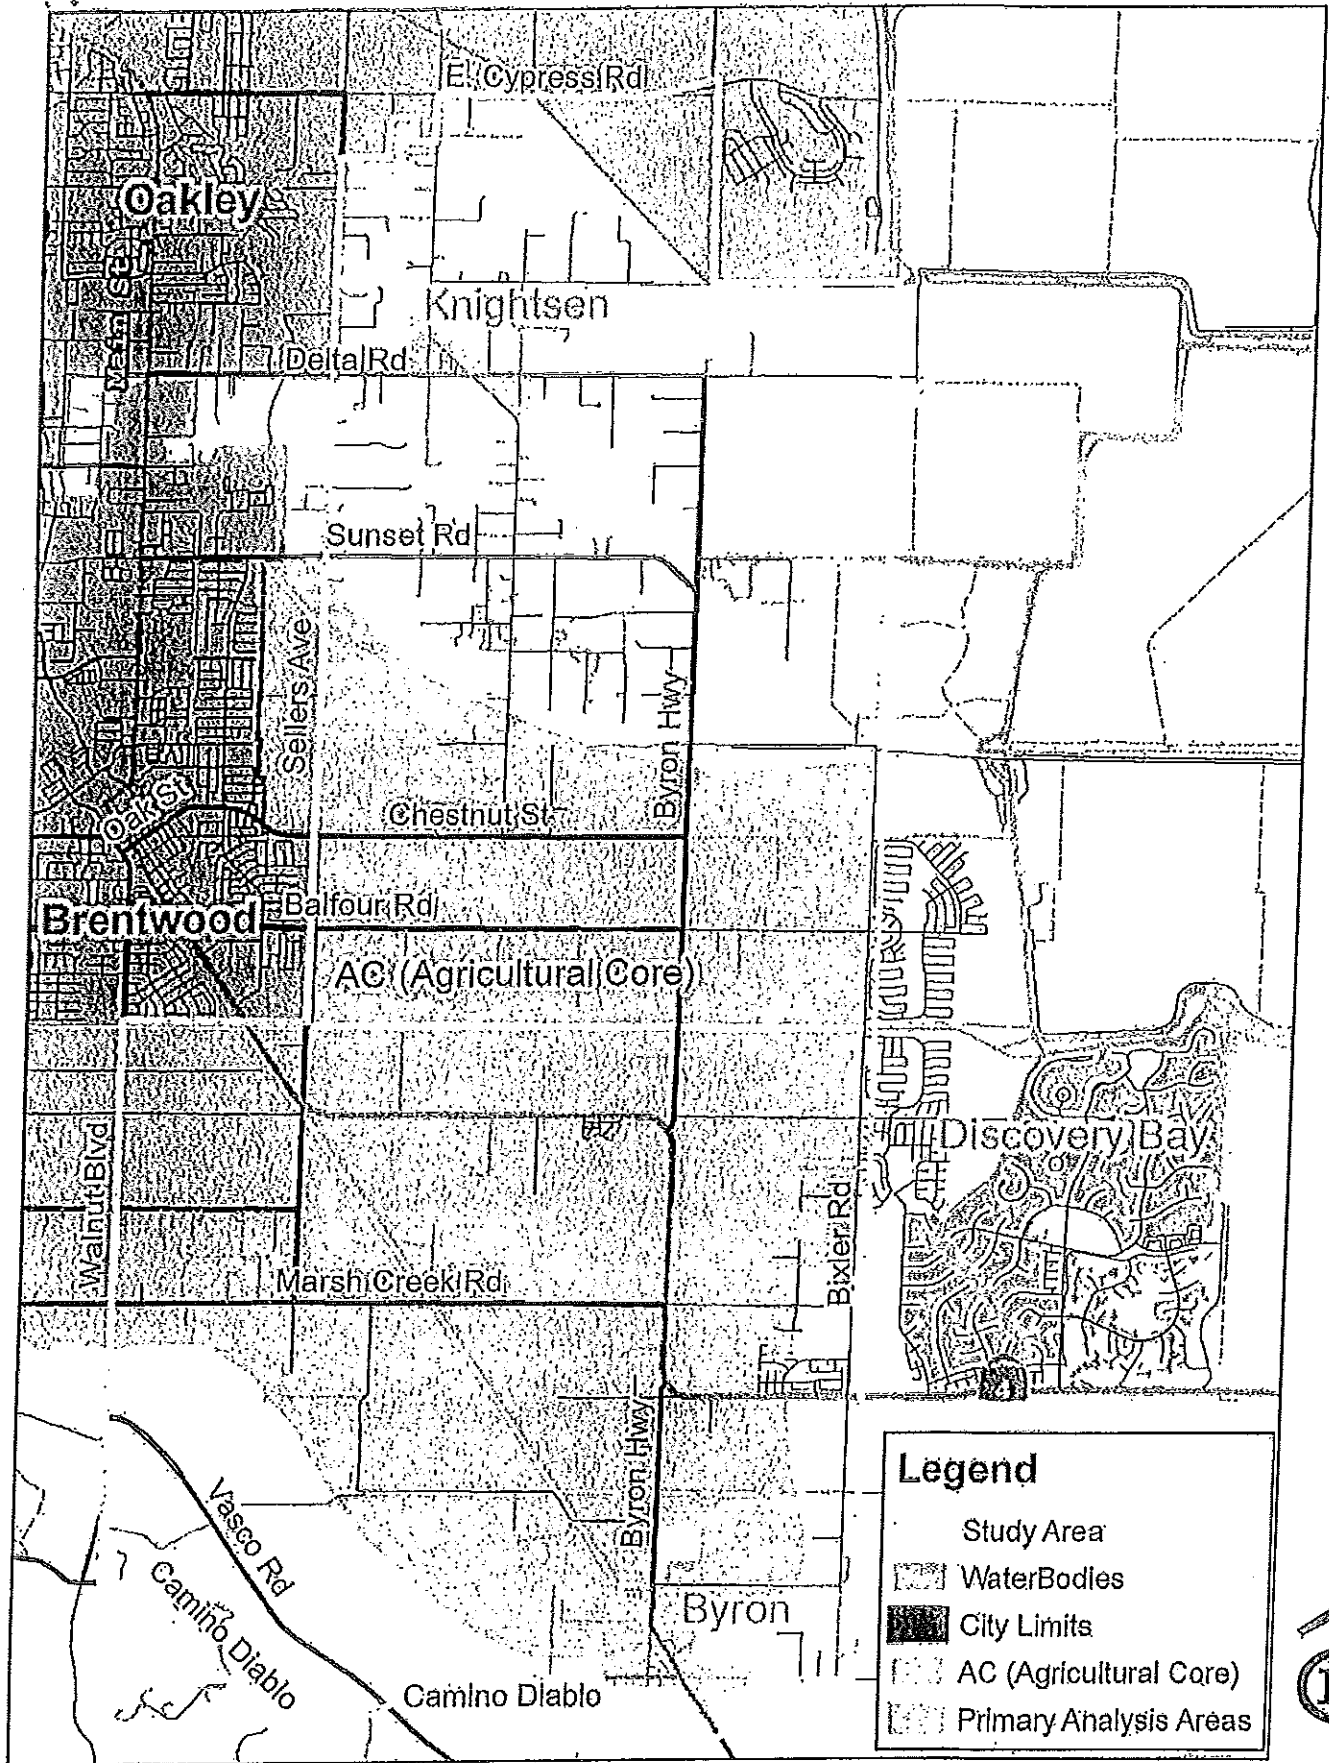 E. Cypress Rd
Oakley
Main St
Knightsen
Delta Rd
Sunset Rd
Sellers Ave
Byron Hwy
Oak St
Chestnut St
Brentwood
Balfour Rd
AC (Agricultural Core)
Walnut Blvd
Discovery Bay
Bixler Rd
Marsh Creek Rd
4
Byron Hwy
Vasco Rd
Camino Diablo
Byron
Camino Diablo
Legend
Study Area
WaterBodies
City Limits
AC (Agricultural Core)
Primary Analysis Areas